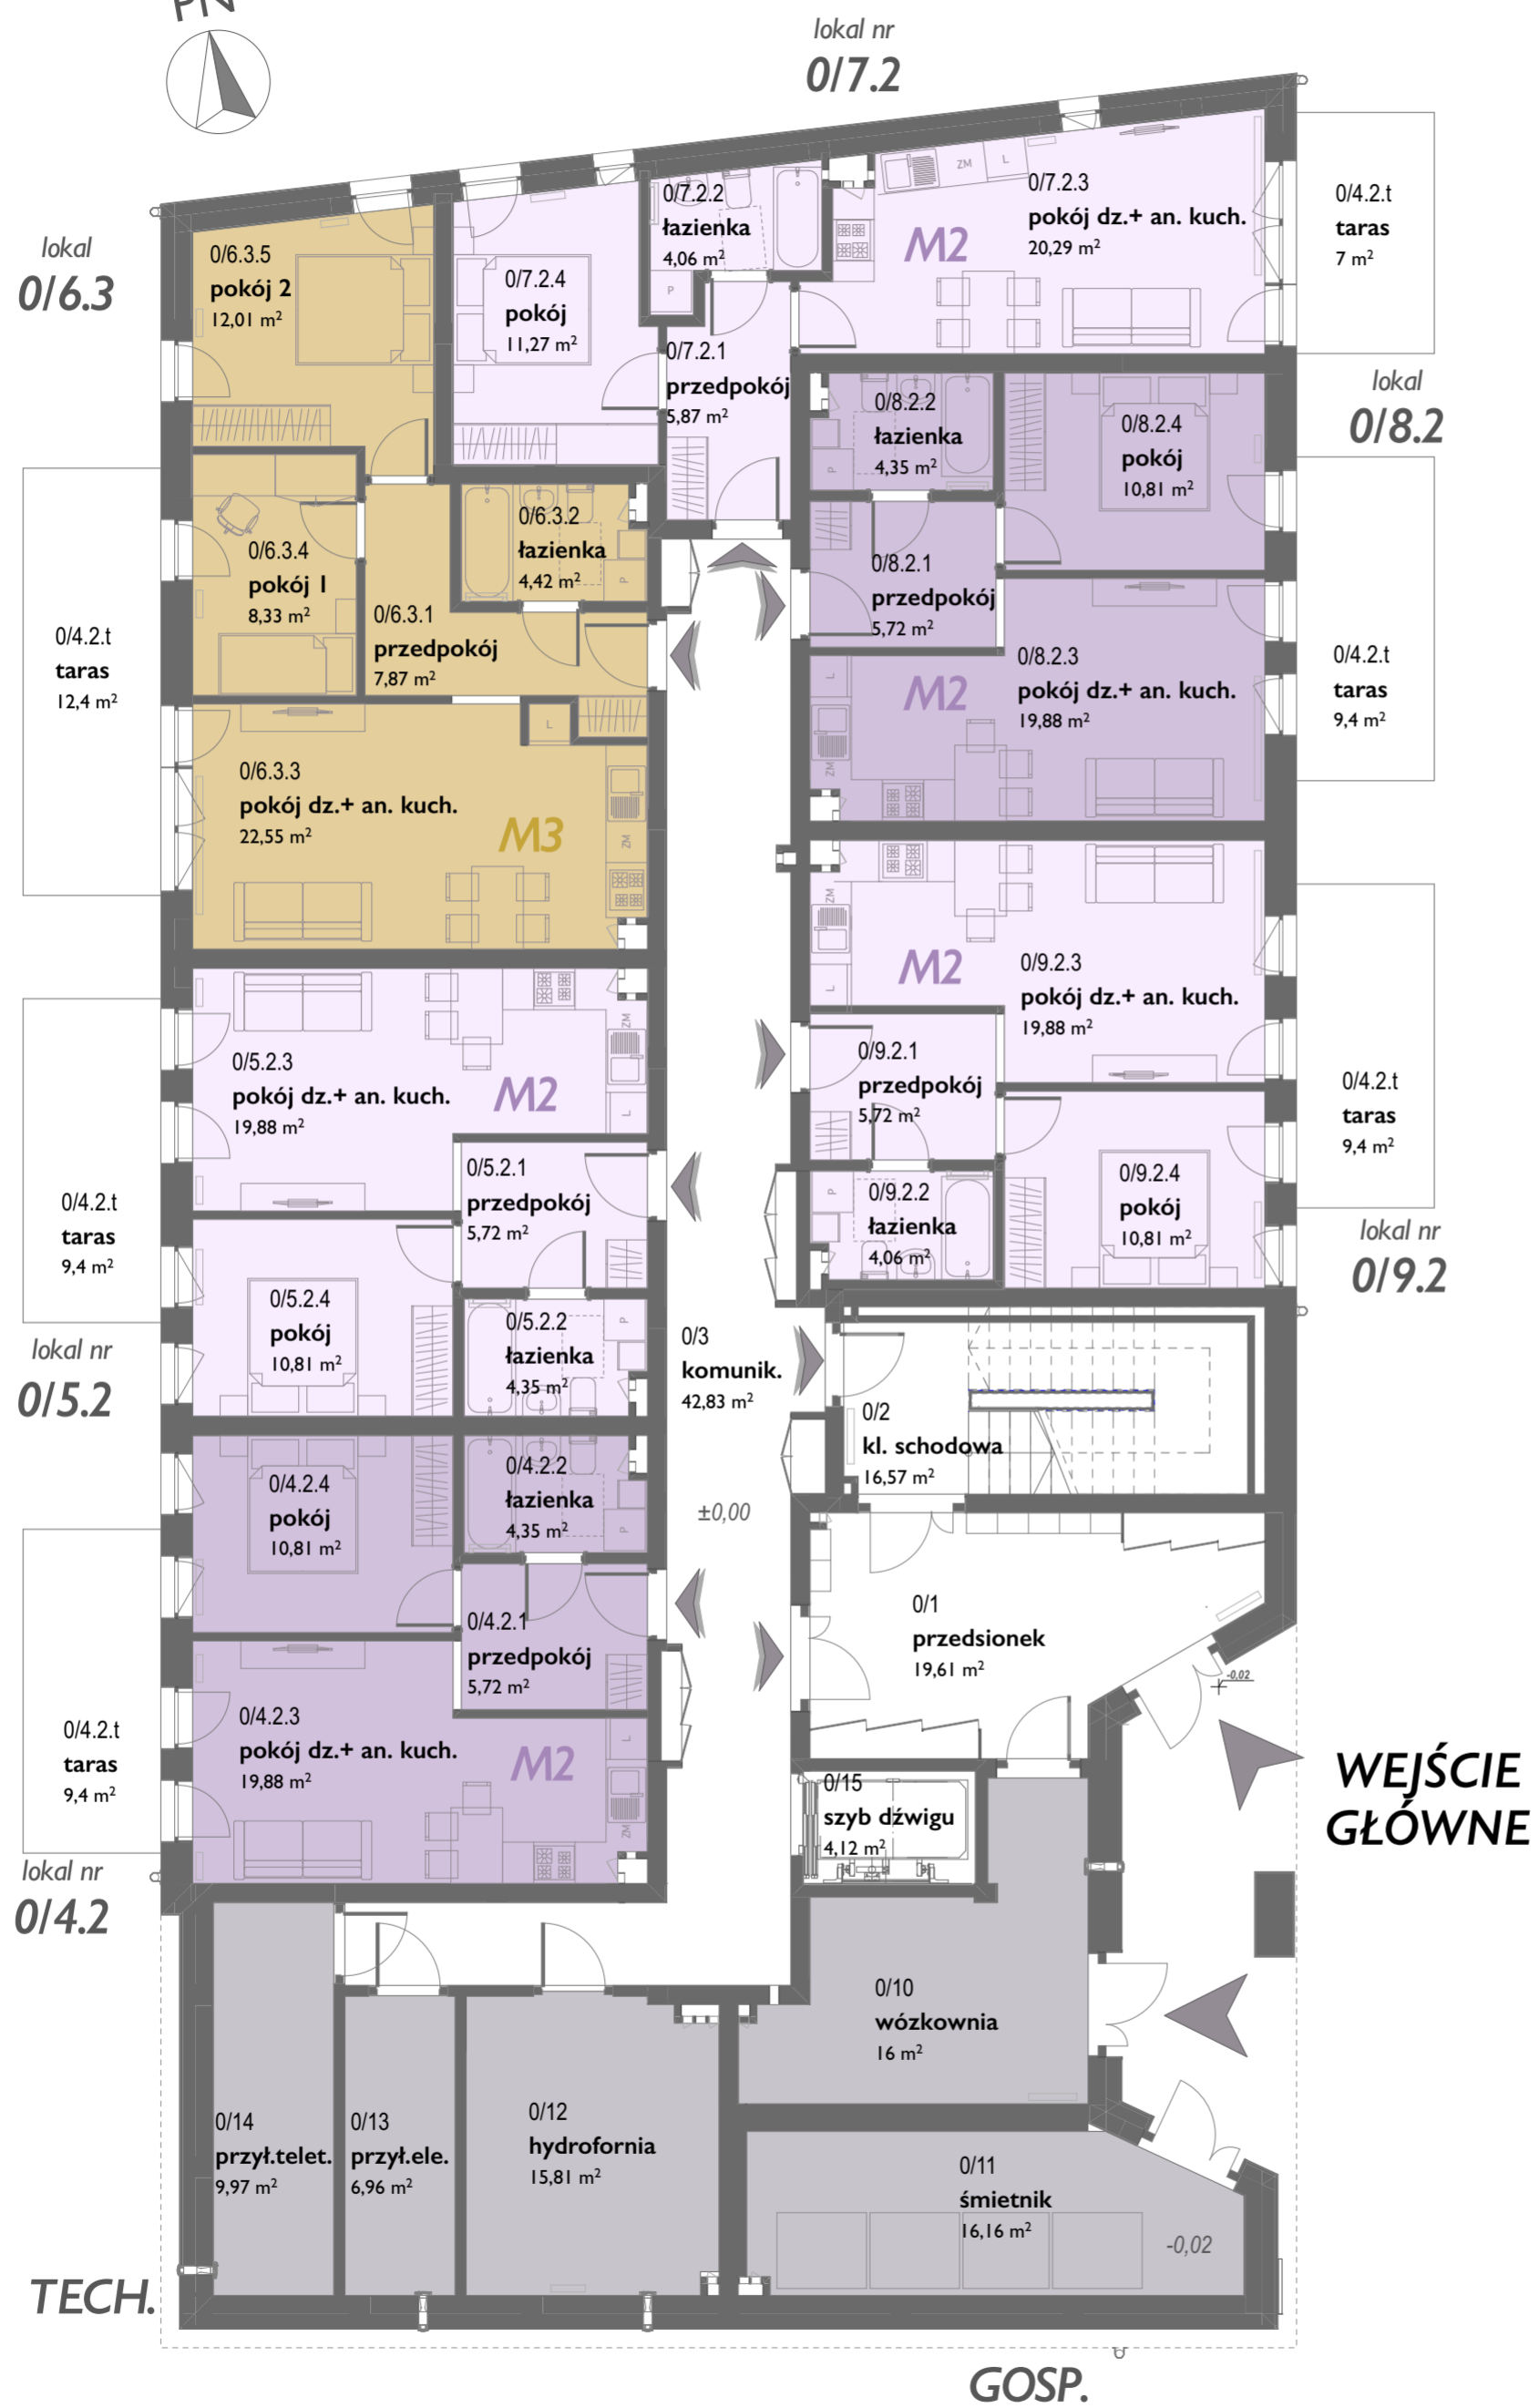 PN
lokal nr
0/7.2
lokal
0/6.3
0/6.3.5
pokój 2
12,01 m²
0/7.2.4
pokój
11,27 m²
0/7.2.2
łazienka
4,06 m²
P
ZM
L
M2
0/7.2.3
pokój dz.+ an. kuch.
20,29 m²
0/4.2.t
taras
7 m²
0/7.2.1
przedpokój
5,87 m²
lokal
0/8.2
0/8.2.2
łazienka
4,35 m²
P
0/8.2.4
pokój
10,81 m²
0/6.3.4
pokój 1
8,33 m²
0/6.3.2
łazienka
4,42 m²
P
0/6.3.1
przedpokój
7,87 m²
0/8.2.1
przedpokój
5,72 m²
0/4.2.t
taras
12,4 m²
L
M2
ZM
0/8.2.3
pokój dz.+ an. kuch.
19,88 m²
0/4.2.t
taras
9,4 m²
L
0/6.3.3
pokój dz.+ an. kuch.
22,55 m²
M3
ZM
ZM
L
M2
0/9.2.3
pokój dz.+ an. kuch.
19,88 m²
0/5.2.3
pokój dz.+ an. kuch.
19,88 m²
M2
ZM
L
0/9.2.1
przedpokój
5,72 m²
0/4.2.t
taras
9,4 m²
0/5.2.1
przedpokój
5,72 m²
0/4.2.t
taras
9,4 m²
P
0/9.2.2
łazienka
4,06 m²
0/9.2.4
pokój
10,81 m²
lokal nr
0/9.2
lokal nr
0/5.2
0/5.2.4
pokój
10,81 m²
0/5.2.2
łazienka
4,35 m²
P
0/3
komunik.
42,83 m²
0/2
kl. schodowa
16,57 m²
0/4.2.4
pokój
10,81 m²
0/4.2.2
łazienka
4,35 m²
P
±0,00
0/4.2.1
przedpokój
5,72 m²
0/1
przedsionek
19,61 m²
-0,02
0/4.2.t
taras
9,4 m²
0/4.2.3
pokój dz.+ an. kuch.
19,88 m²
M2
L
ZM
WEJŚCIE
GŁÓWNE
0/15
szyb dźwigu
4,12 m²
lokal nr
0/4.2
0/10
wózkownia
16 m²
0/14
przył.telet.
9,97 m²
0/13
przył.ele.
6,96 m²
0/12
hydrofornia
15,81 m²
0/11
śmietnik
16,16 m²
-0,02
TECH.
GOSP.